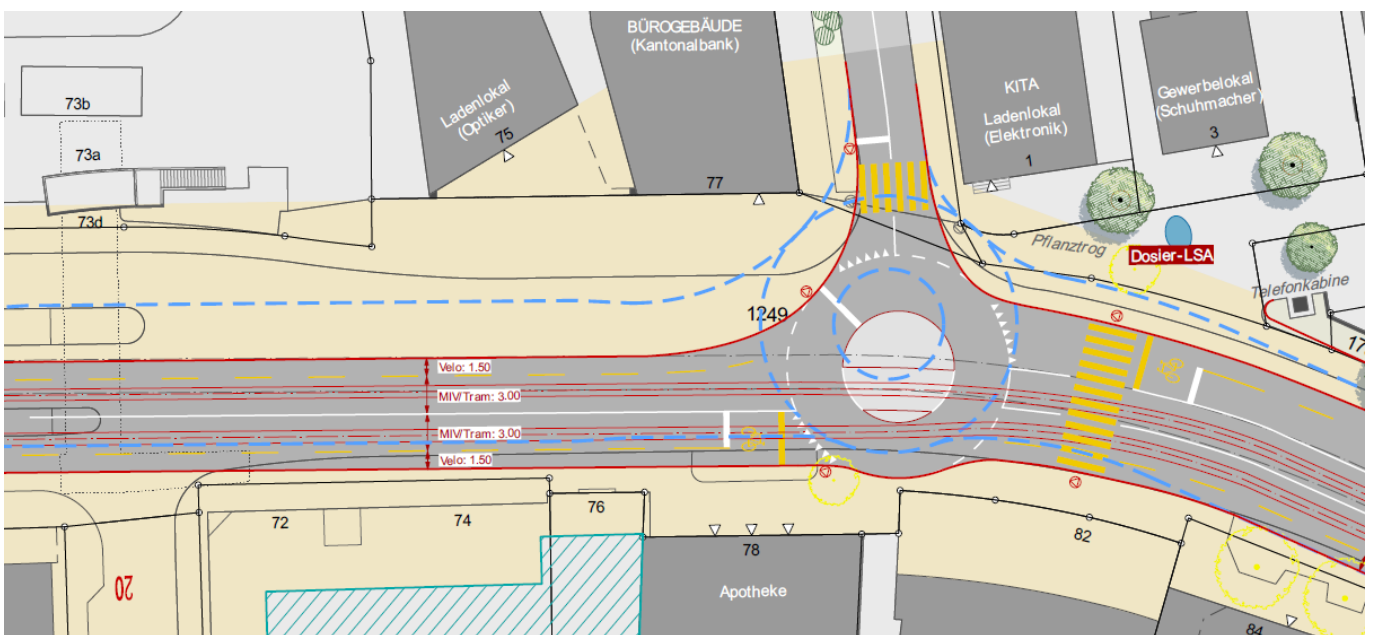 BÜROGEBÄUDE
(Kantonalbank)
KITA
Ladenlokal
(Elektronik)
1
Gewerbelokal
(Schuhmacher)
3
Ladenlokal
(Optiker)
75
73b
73a
73d
77
Pflanztrog
Dosier-LSA
Telefonkabine
17
1249
Velo: 1.50
MIV/Tram: 3.00
MIV/Tram: 3.00
Velo: 1.50
72
74
76
78
82
Apotheke
20
84